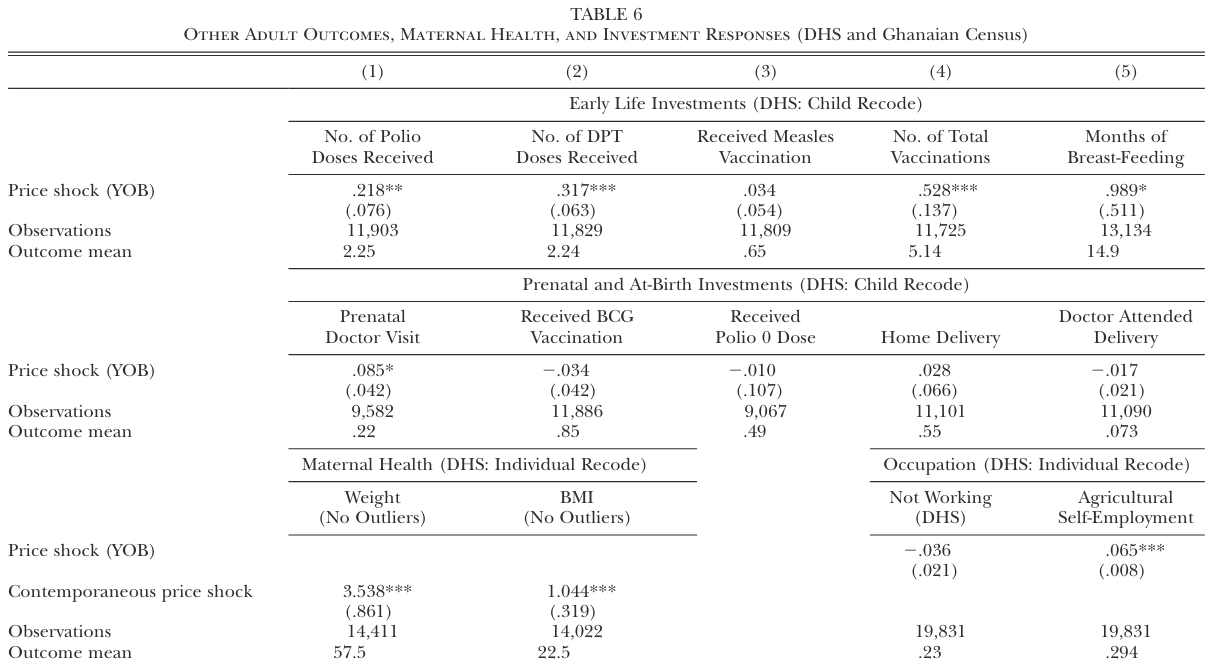 TABLE 6
Other Adult Outcomes, Maternal Health, and Investment Responses (DHS and Ghanaian Census)
(1) (2) (3) (4) (5)
Early Life Investments (DHS: Child Recode)
No. of Polio No. of DPT Received Measles No. of Total Months of
Doses Received Doses Received Vaccination Vaccinations Breast-Feeding
Price shock (YOB) .218** .317*** .034 .528*** .989*
(.076) (.063) (.054) (.137) (.511)
Observations 11,903 11,829 11,809 11,725 13,134
Outcome mean 2.25 2.24 .65 5.14 14.9
Prenatal and At-Birth Investments (DHS: Child Recode)
Prenatal Received BCG Received Doctor Attended
Doctor Visit Vaccination Polio 0 Dose Home Delivery Delivery
Price shock (YOB) .085* −.034 −.010 .028 −.017
(.042) (.042) (.107) (.066) (.021)
Observations 9,582 11,886 9,067 11,101 11,090
Outcome mean .22 .85 .49 .55 .073
Maternal Health (DHS: Individual Recode) Occupation (DHS: Individual Recode)
Weight BMI Not Working Agricultural
(No Outliers) (No Outliers) (DHS) Self-Employment
Price shock (YOB) −.036 .065***
(.021) (.008)
Contemporaneous price shock 3.538*** 1.044***
(.861) (.319)
Observations 14,411 14,022 19,831 19,831
Outcome mean 57.5 22.5 .23 .294